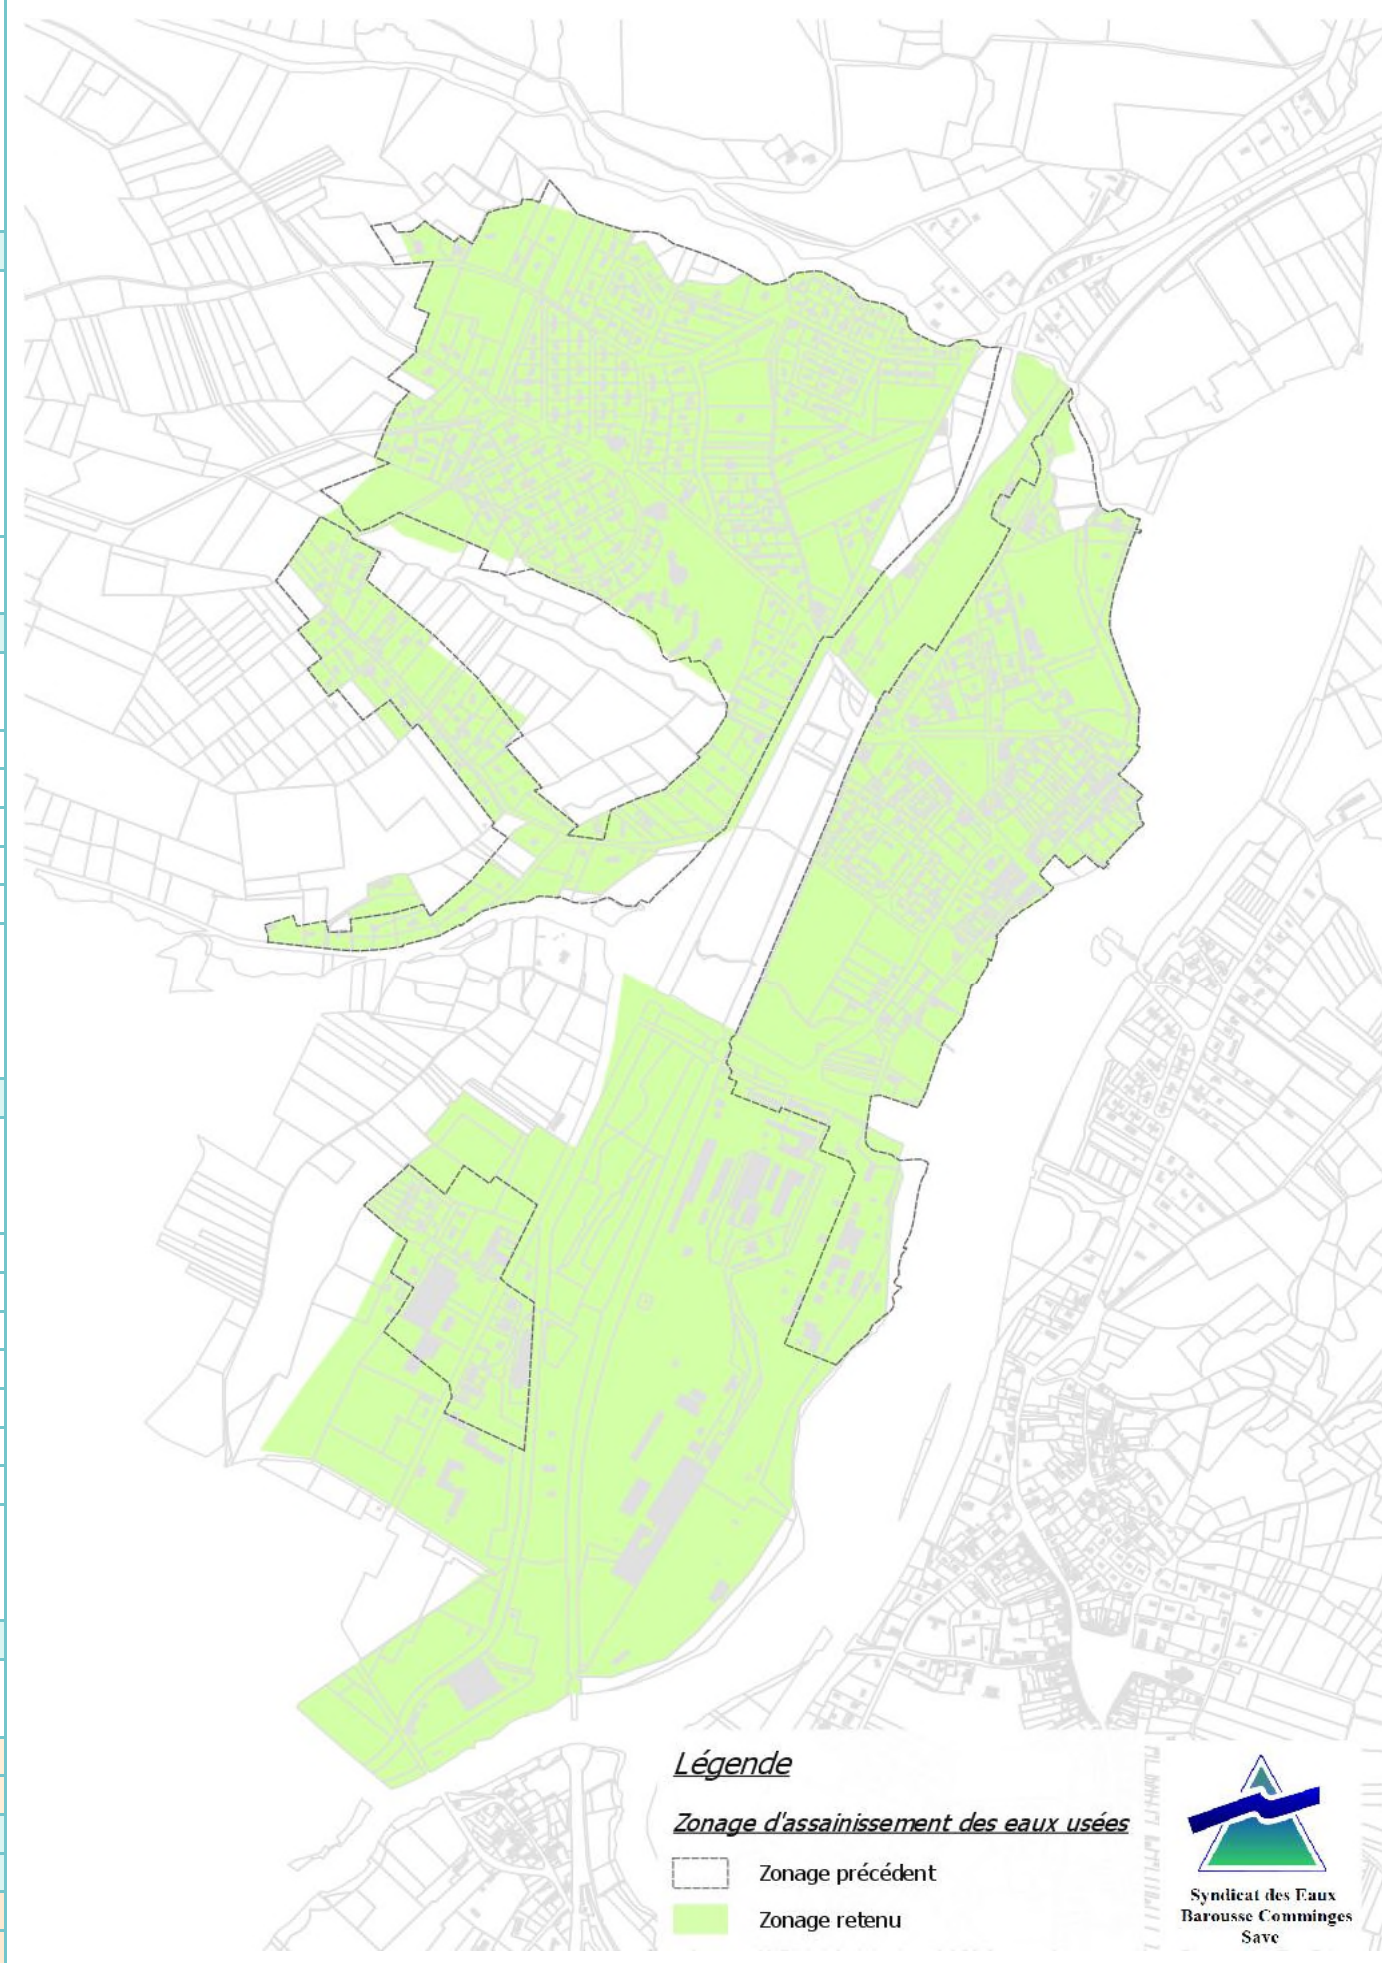 Légende
Zonage d'assainissement des eaux usées
Zonage précédent
Zonage retenu
Syndicat des Eaux
Barousse Comminges
Save